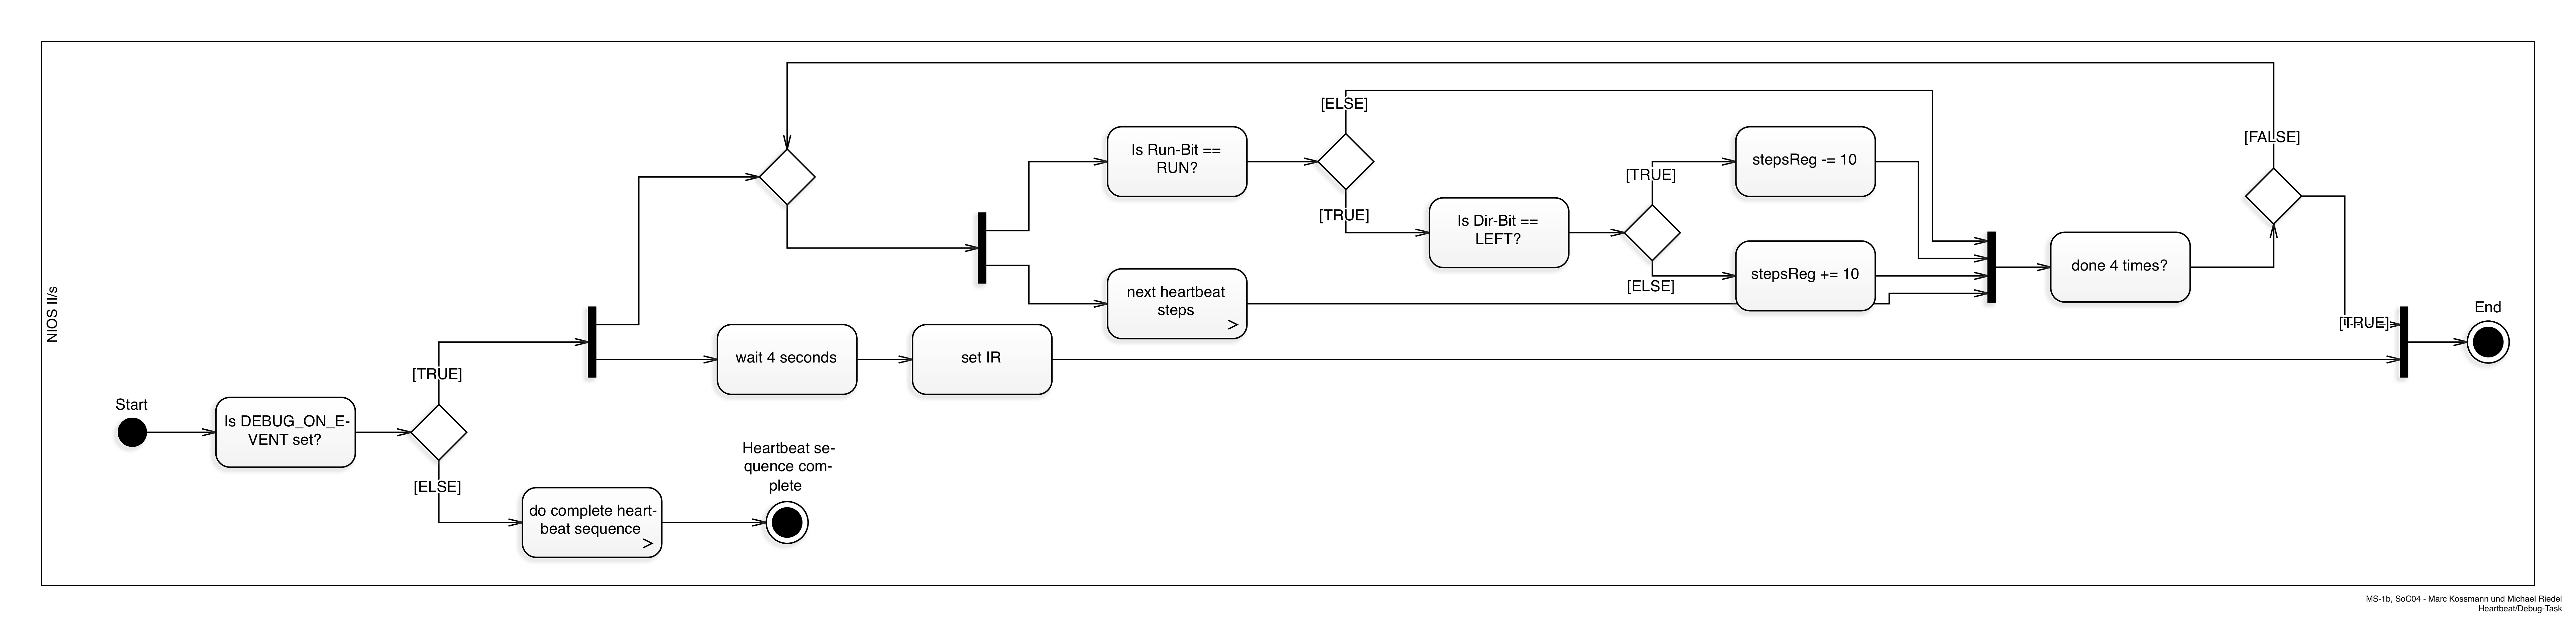 NIOS II/s
Start
Is DEBUG_ON_E-
VENT set?
[TRUE]
[ELSE]
do complete heart-
beat sequence
>
Heartbeat se-
quence com-
plete
wait 4 seconds
set IR
Is Run-Bit ==
RUN?
next heartbeat
steps
>
[ELSE]
[TRUE]
Is Dir-Bit ==
LEFT?
[TRUE]
[ELSE]
stepsReg -= 10
stepsReg += 10
done 4 times?
[FALSE]
[TRUE]
End
MS-1b, SoC04 - Marc Kossmann und Michael Riedel
Heartbeat/Debug-Task